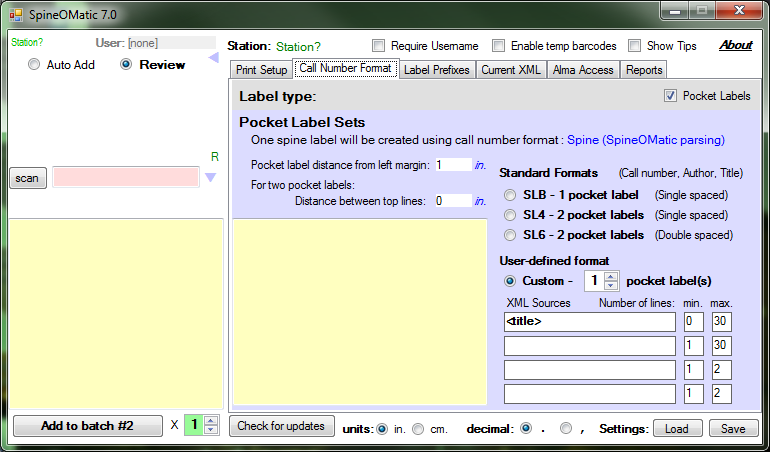 SpineOMatic 7.0
Station?
User: [none]
Auto Add
Review
R
scan
Add to batch #2
X
1
Station: Station?
Require Username
Enable temp barcodes
Show Tips
About
Print Setup
Call Number Format
Label Prefixes
Current XML
Alma Access
Reports
Label type:
Pocket Labels
Pocket Label Sets
One spine label will be created using call number format : Spine (SpineOMatic parsing)
Pocket label distance from left margin: 1 in.
For two pocket labels:
Distance between top lines: 0 in.
Standard Formats (Call number, Author, Title)
SLB - 1 pocket label (Single spaced)
SL4 - 2 pocket labels (Single spaced)
SL6 - 2 pocket labels (Double spaced)
User-defined format
Custom - 1 pocket label(s)
XML Sources Number of lines: min. max.
<title> 0 30
1 30
1 2
1 2
Check for updates
units: in. cm.
decimal: . ,
Settings: Load Save